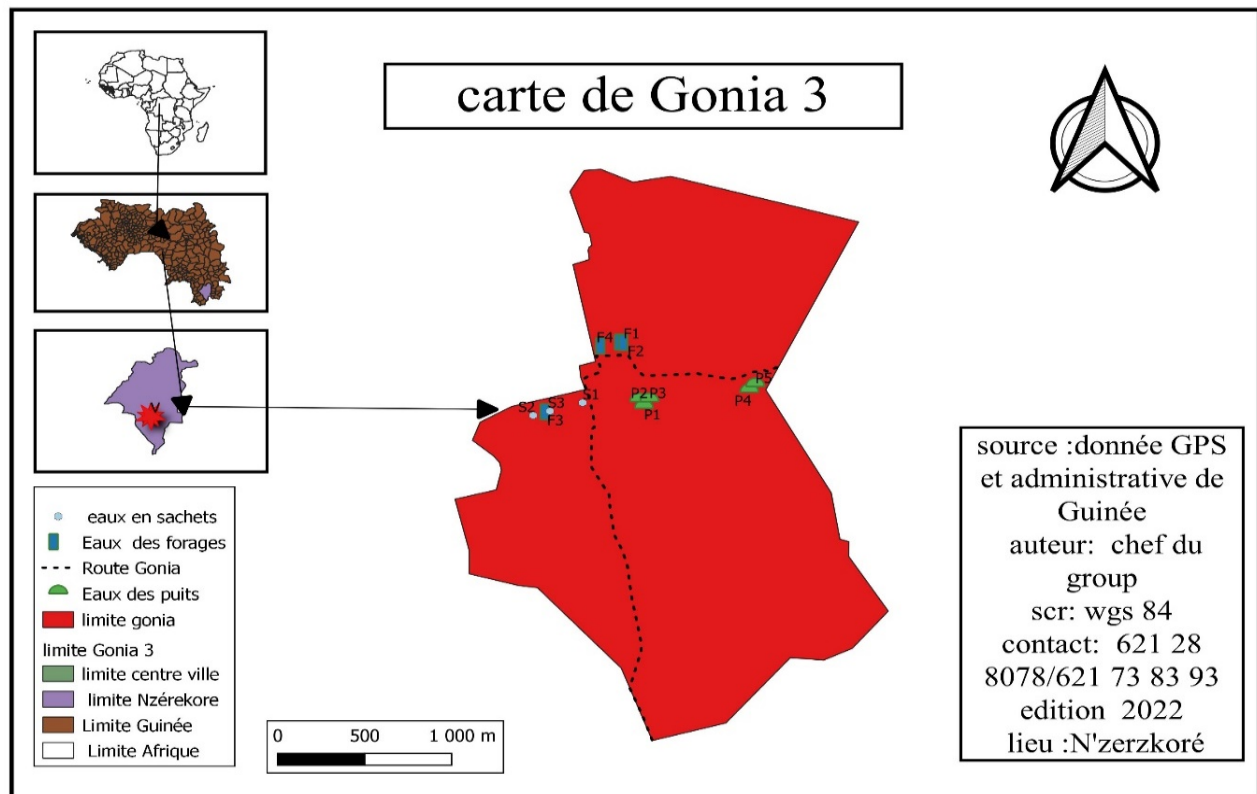 carte de Gonia 3
F4
F1
F2
P5
P4
P2
P3
P1
S1
S2
S3
F3
eaux en sachets
Eaux des forages
Route Gonia
Eaux des puits
limite gonia
limite Gonia 3
limite centre ville
limite Nzérekore
Limite Guinée
Limite Afrique
0 500 1 000 m
source :donnée GPS
et administrative de
Guinée
auteur: chef du
group
scr: wgs 84
contact: 621 28
8078/621 73 83 93
edition 2022
lieu :N'zerzkoré